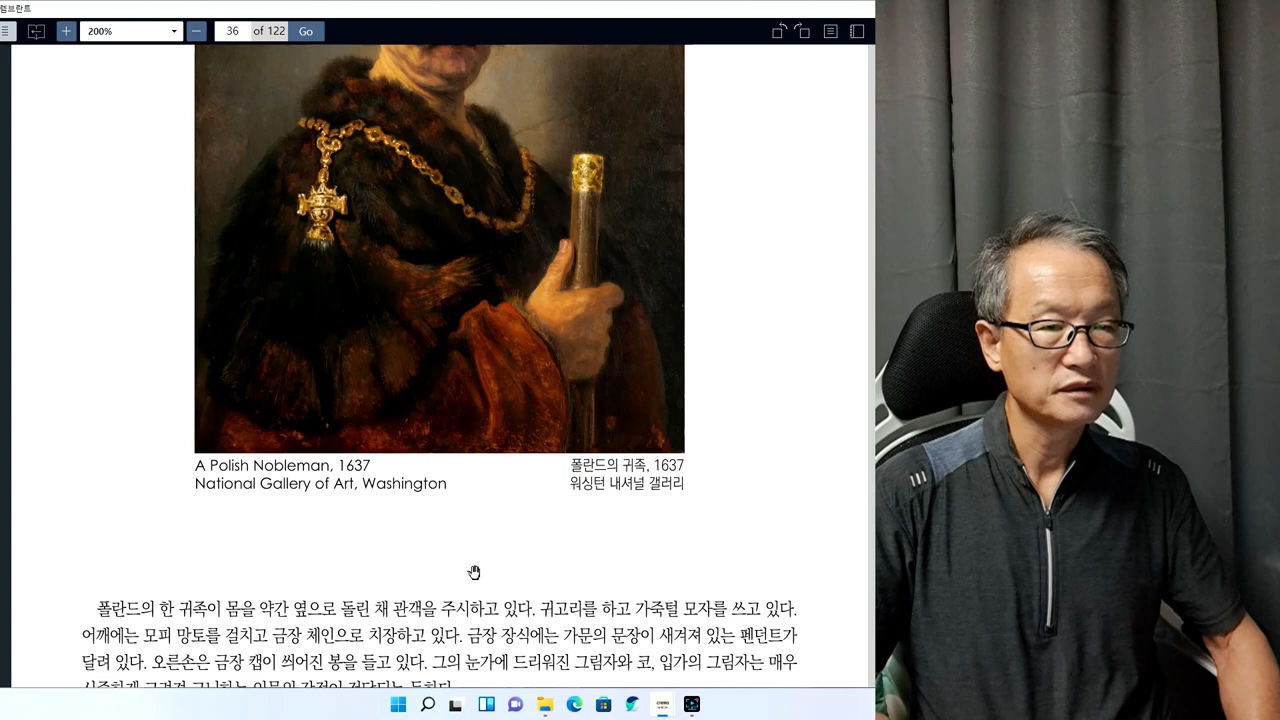 렘브란트
200%
36 of 122 Go
A Polish Nobleman, 1637
National Gallery of Art, Washington
폴란드의 귀족, 1637
워싱턴 내셔널 갤러리
폴란드의 한 귀족이 몸을 약간 옆으로 돌린 채 관객을 주시하고 있다. 귀고리를 하고 가죽털 모자를 쓰고 있다.
어깨에는 모피 망토를 걸치고 금장 체인으로 치장하고 있다. 금장 장식에는 가문의 문장이 새겨져 있는 펜던트가
달려 있다. 오른손은 금장 캡이 씌어진 봉을 들고 있다. 그의 눈가에 드리워진 그림자와 코, 입가의 그림자는 매우